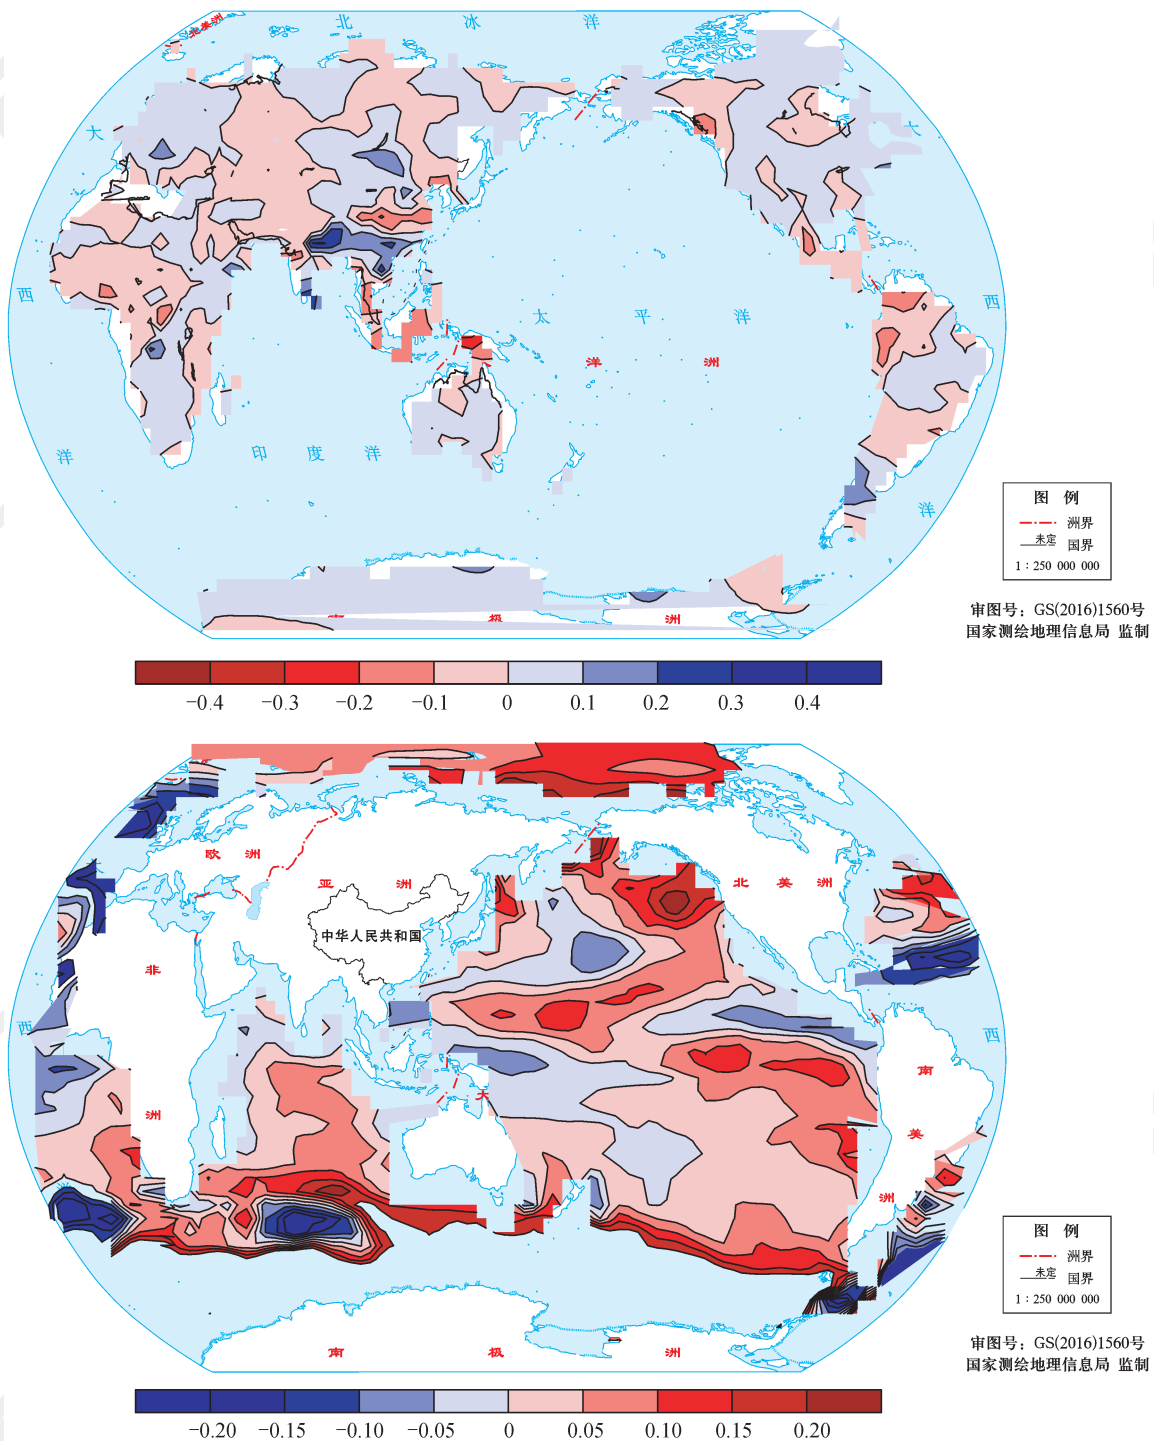 北美洲
北 冰 洋
大
大
西
太 平 洋
西
洋 洲
洋
印 度 洋
洋
图 例
洲界
未定
国界
1：250 000 000
审图号：GS(2016)1560号
国家测绘地理信息局 监制
南 极 洲
−0.4 −0.3 −0.2 −0.1 0 0.1 0.2 0.3 0.4
欧 洲
亚 洲
北 美 洲
中华人民共和国
非
西
西
南
大
洲
美
洲
图 例
洲界
未定
国界
1：250 000 000
审图号：GS(2016)1560号
国家测绘地理信息局 监制
南 极 洲
−0.20 −0.15 −0.10 −0.05 0 0.05 0.10 0.15 0.20